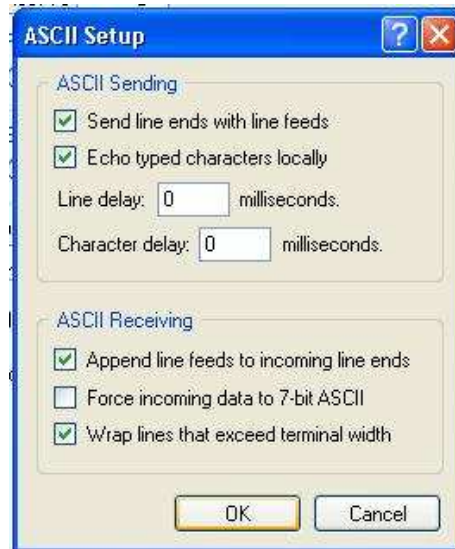 ASCII Setup
ASCII Sending
Send line ends with line feeds
Echo typed characters locally
Line delay: 0 milliseconds.
Character delay: 0 milliseconds.
ASCII Receiving
Append line feeds to incoming line ends
Force incoming data to 7-bit ASCII
Wrap lines that exceed terminal width
OK Cancel